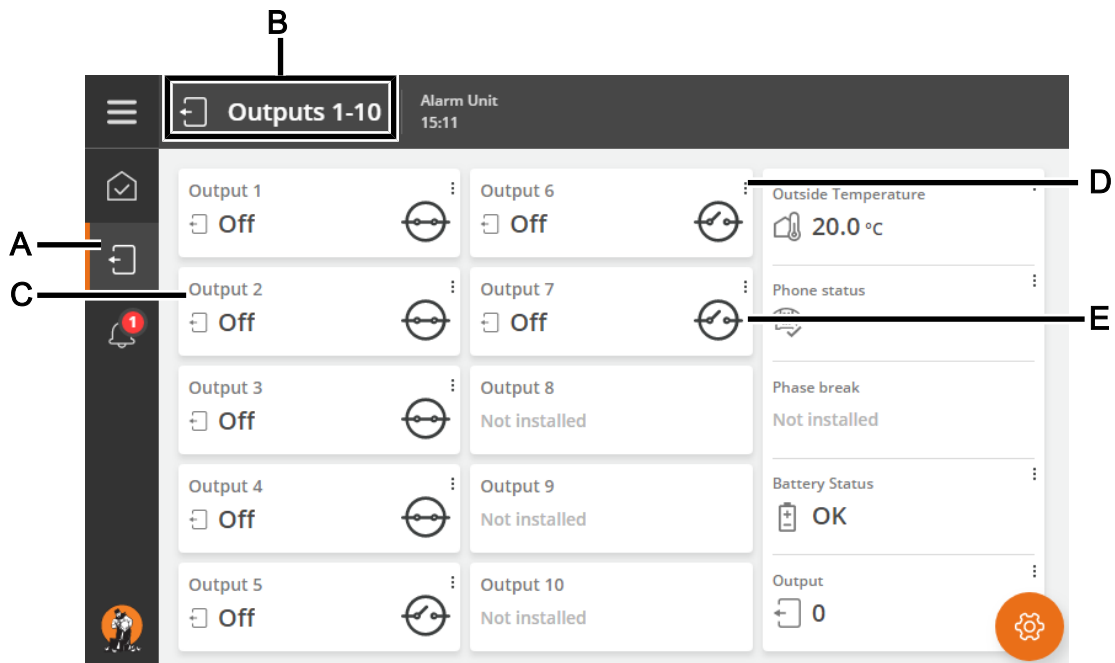 B
Outputs 1-10
Alarm Unit
15:11
A
C
D
E
1
Output 1
Off
Output 2
Off
Output 3
Off
Output 4
Off
Output 5
Off
Output 6
Off
Output 7
Off
Output 8
Not installed
Output 9
Not installed
Output 10
Not installed
Outside Temperature
20.0 °C
Phone status
Phase break
Not installed
Battery Status
OK
Output
0